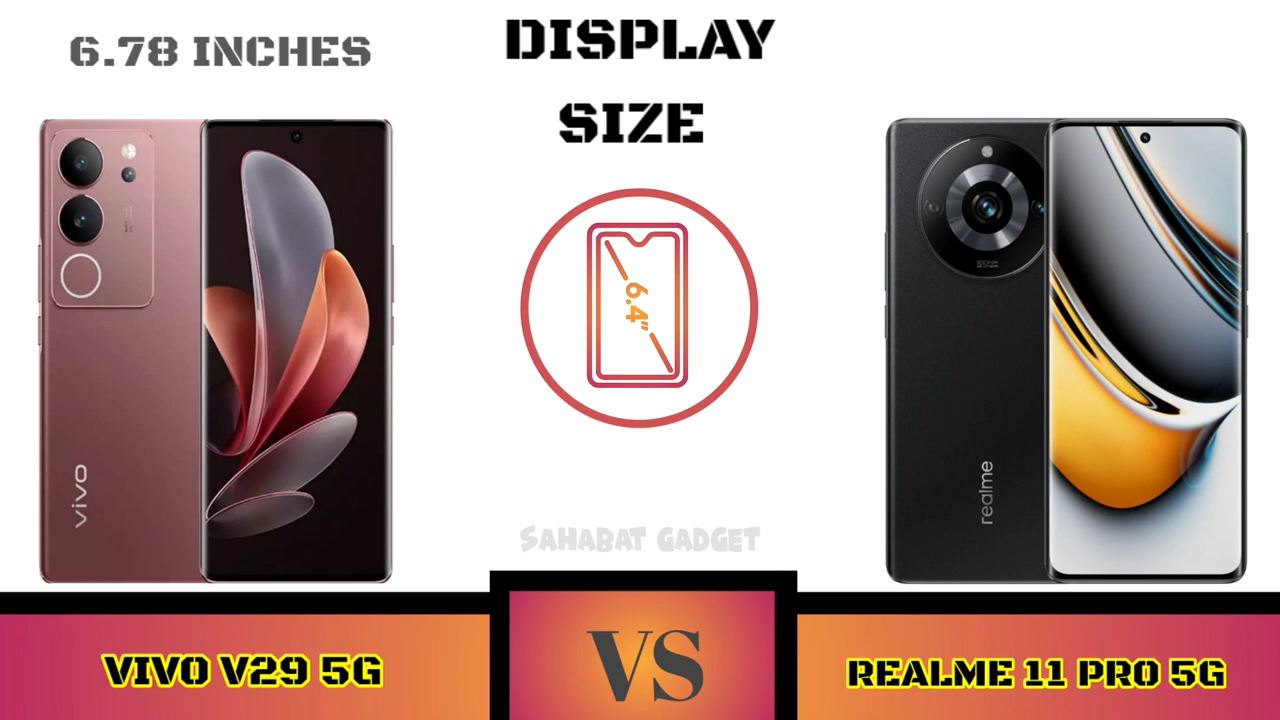 6.78 INCHES
DISPLAY
SIZE
6.4"
vivo
realme
SAHABAT GADGET
VIVO V29 5G
VS
REALME 11 PRO 5G